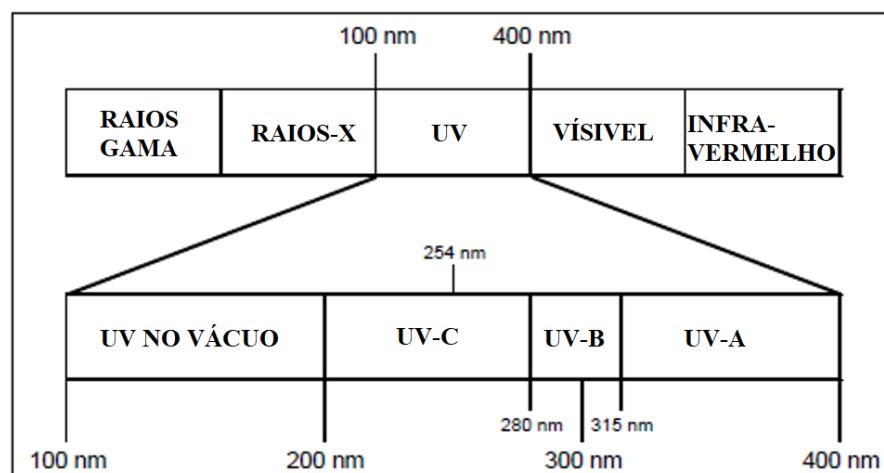 100 nm 400 nm
RAIOS GAMA
RAIOS-X
UV
VÍSIVEL
INFRA-VERMELHO
254 nm
UV NO VÁCUO
UV-C
UV-B
UV-A
280 nm 315 nm
100 nm 200 nm 300 nm 400 nm